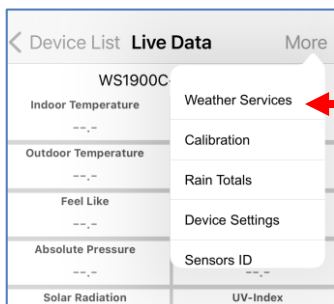 Device List Live Data More
WS1900C-
Indoor Temperature
--.-
Outdoor Temperature
--.-
Feel Like
--.-
Absolute Pressure
--.-
--.-
Solar Radiation
UV-Index
Weather Services
Calibration
Rain Totals
Device Settings
Sensors ID